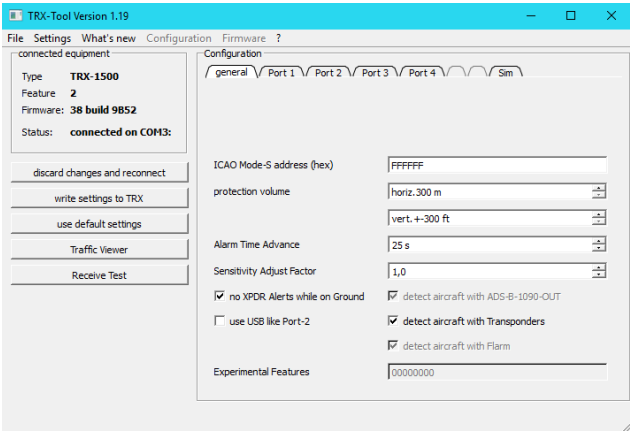 TRX-Tool Version 1.19
File Settings What's new Configuration Firmware ?
connected equipment
Type TRX-1500
Feature 2
Firmware: 38 build 9B52
Status: connected on COM3:
discard changes and reconnect
write settings to TRX
use default settings
Traffic Viewer
Receive Test
Configuration
general Port 1 Port 2 Port 3 Port 4 Sim
ICAO Mode-S address (hex) FFFFFF
protection volume horiz.300 m
vert.+-300 ft
Alarm Time Advance 25 s
Sensitivity Adjust Factor 1,0
no XPDR Alerts while on Ground detect aircraft with ADS-B-1090-OUT
use USB like Port-2 detect aircraft with Transponders
detect aircraft with Flarm
Experimental Features 00000000